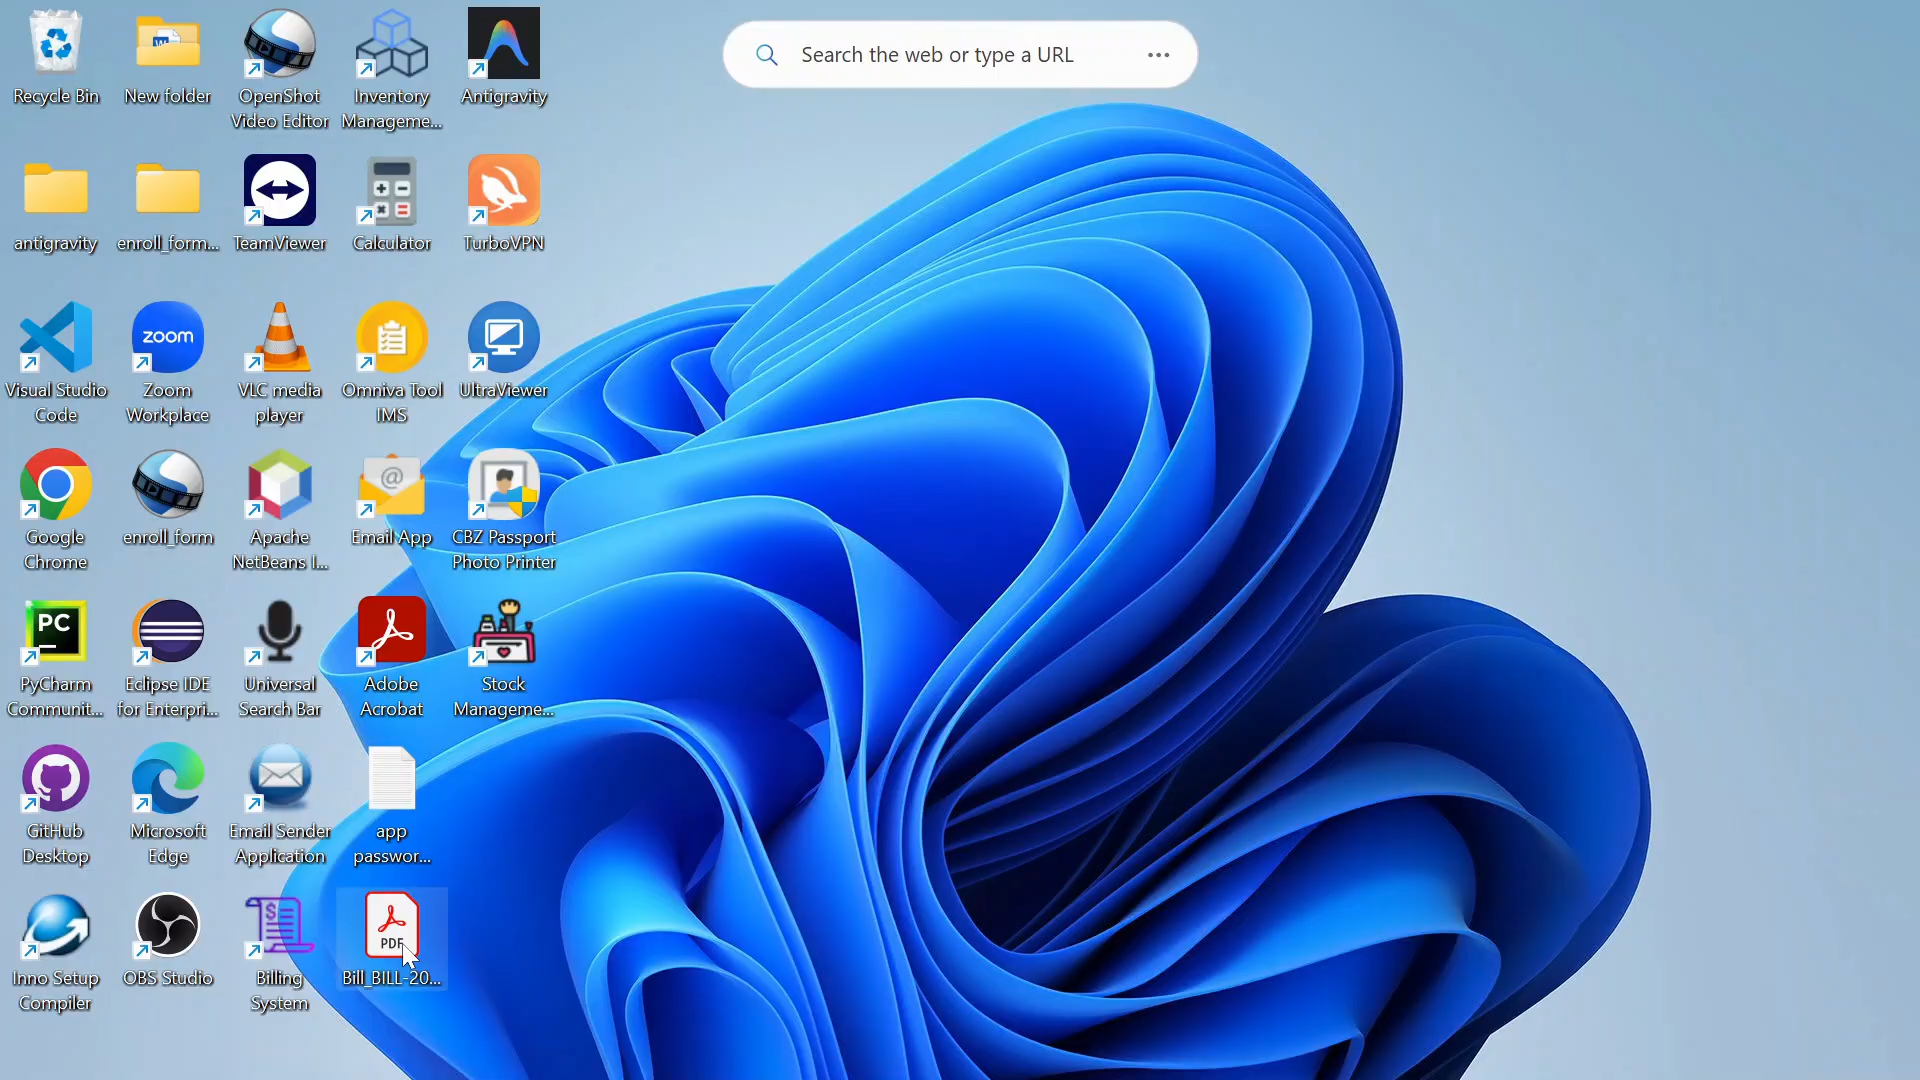 Search the web or type a URL
Recycle Bin
New folder
OpenShot
Video Editor
Inventory
Manageme...
Antigravity
antigravity
enroll_form...
TeamViewer
Calculator
TurboVPN
Visual Studio
Code
zoom
Zoom
Workplace
VLC media
player
Omniva Tool
IMS
UltraViewer
Google
Chrome
enroll_form
Apache
NetBeans I...
@
Email App
CBZ Passport
Photo Printer
PC
PyCharm
Communit...
Eclipse IDE
for Enterpri...
Universal
Search Bar
Adobe
Acrobat
Stock
Manageme...
GitHub
Desktop
Microsoft
Edge
Email Sender
Application
app
passwor...
Inno Setup
Compiler
OBS Studio
$
Billing
System
PDF
Bill_BILL-20...